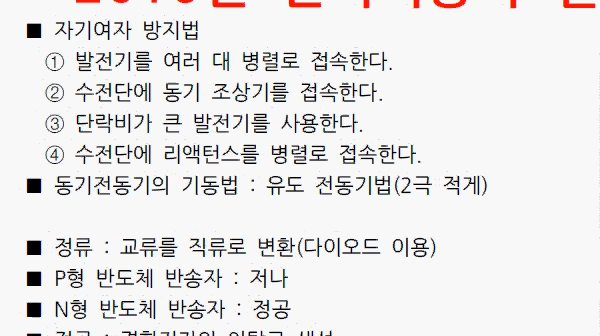 ■ 자기여자 방지법
① 발전기를 여러 대 병렬로 접속한다.
② 수전단에 동기 조상기를 접속한다.
③ 단락비가 큰 발전기를 사용한다.
④ 수전단에 리액턴스를 병렬로 접속한다.
■ 동기전동기의 기동법 : 유도 전동기법(2극 적게)
■ 정류 : 교류를 직류로 변환(다이오드 이용)
■ P형 반도체 반송자 : 저나
■ N형 반도체 반송자 : 정공